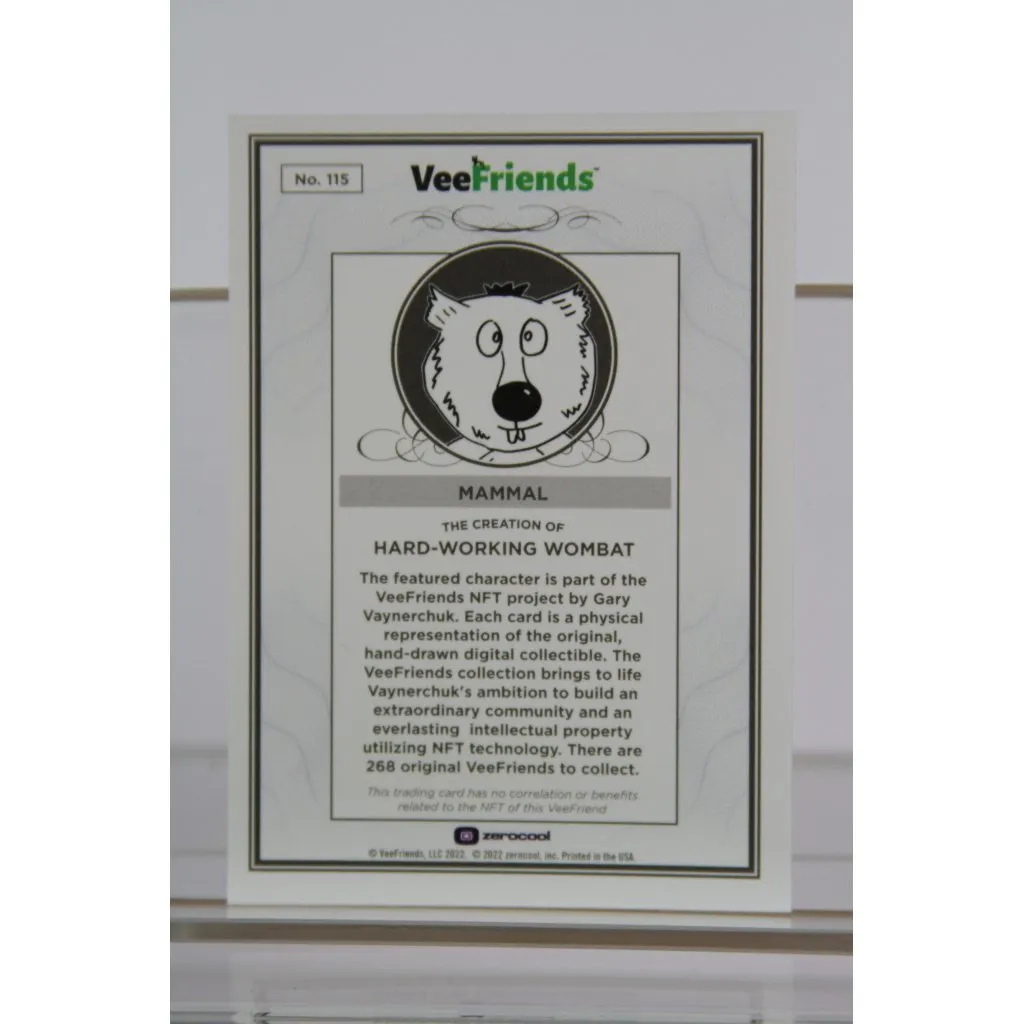 No. 115
VeeFriends™
MAMMAL
THE CREATION OF
HARD-WORKING WOMBAT
The featured character is part of the
VeeFriends NFT project by Gary
Vaynerchuk. Each card is a physical
representation of the original,
hand-drawn digital collectible. The
VeeFriends collection brings to life
Vaynerchuk's ambition to build an
extraordinary community and an
everlasting intellectual property
utilizing NFT technology. There are
268 original VeeFriends to collect.
This trading card has no correlation or benefits
related to the NFT of this VeeFriend
zerocool
© VeeFriends, LLC 2022. © 2022 zerocool, inc. Printed in the USA.